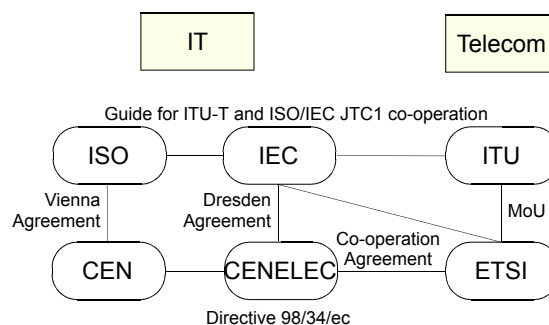 IT
Telecom
Guide for ITU-T and ISO/IEC JTC1 co-operation
ISO
IEC
ITU
Vienna
Agreement
Dresden
Agreement
MoU
Co-operation
Agreement
CEN
CENELEC
ETSI
Directive 98/34/ec